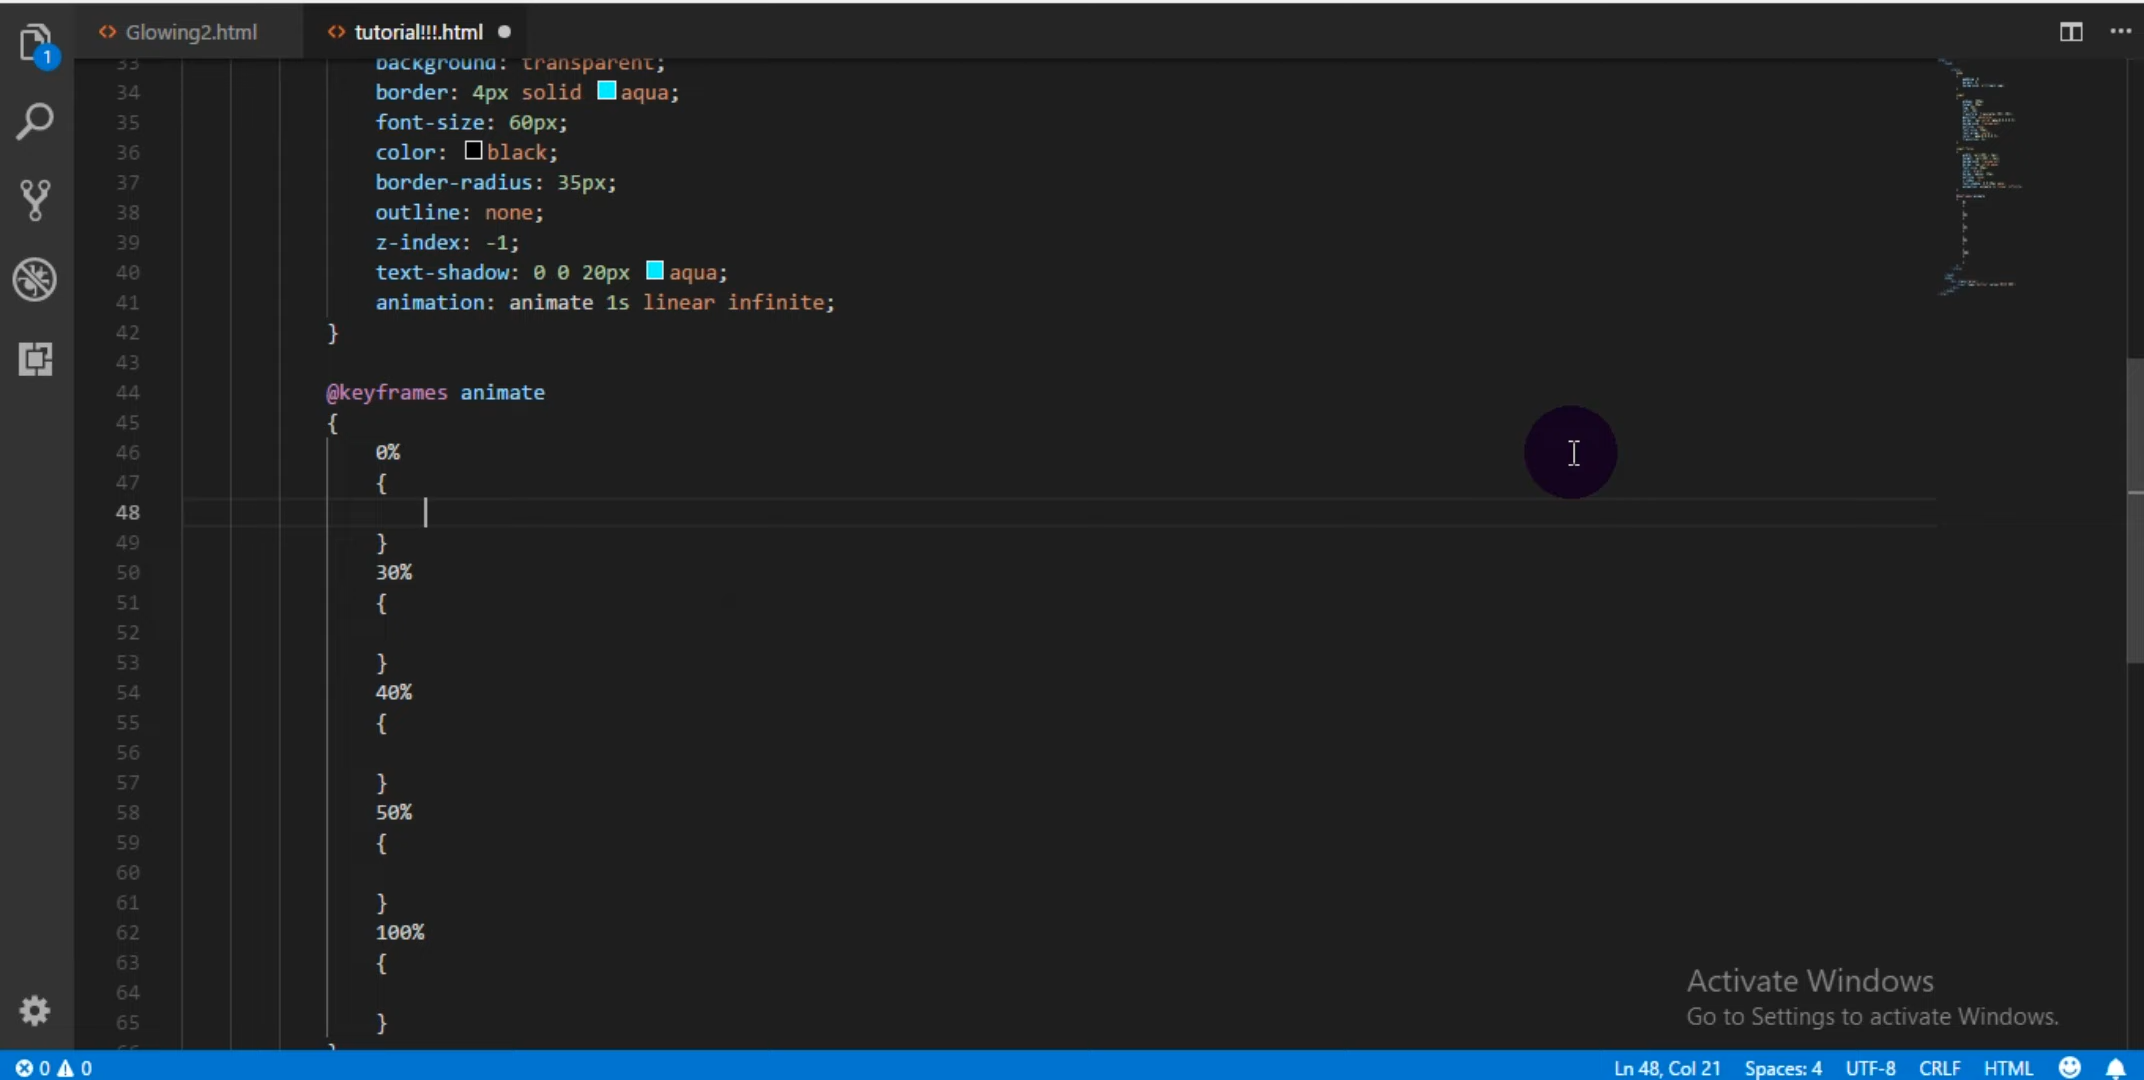 Glowing2.html tutorial!!!.html
1
33 background: transparent;
34 border: 4px solid aqua;
35 font-size: 60px;
36 color: black;
37 border-radius: 35px;
38 outline: none;
39 z-index: -1;
40 text-shadow: 0 0 20px aqua;
41 animation: animate 1s linear infinite;
42 }
43
44 @keyframes animate
45 {
46 0%
47 {
48
49 }
50 30%
51 {
52
53 }
54 40%
55 {
56
57 }
58 50%
59 {
60
61 }
62 100%
63 {
64
65 }
Activate Windows
Go to Settings to activate Windows.
0 0 Ln 48, Col 21 Spaces: 4 UTF-8 CRLF HTML